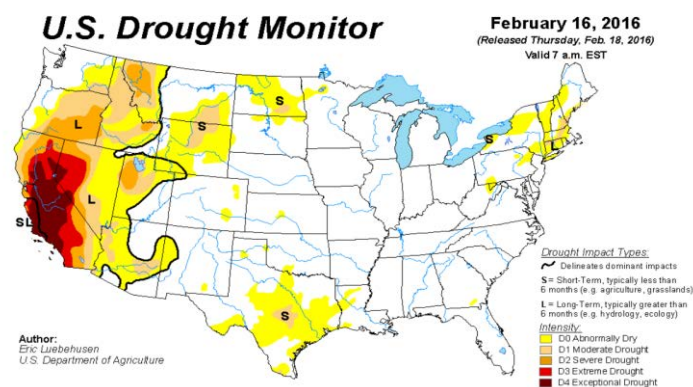 U.S. Drought Monitor
February 16, 2016
(Released Thursday, Feb. 18, 2016)
Valid 7 a.m. EST
L
S
S
S
L
L
SL
S
Drought Impact Types:
Delineates dominant impacts
S = Short-Term, typically less than
6 months (e.g. agriculture, grasslands)
L = Long-Term, typically greater than
6 months (e.g. hydrology, ecology)
Intensity:
D0 Abnormally Dry
D1 Moderate Drought
D2 Severe Drought
D3 Extreme Drought
D4 Exceptional Drought
Author:
Eric Luebehusen
U.S. Department of Agriculture